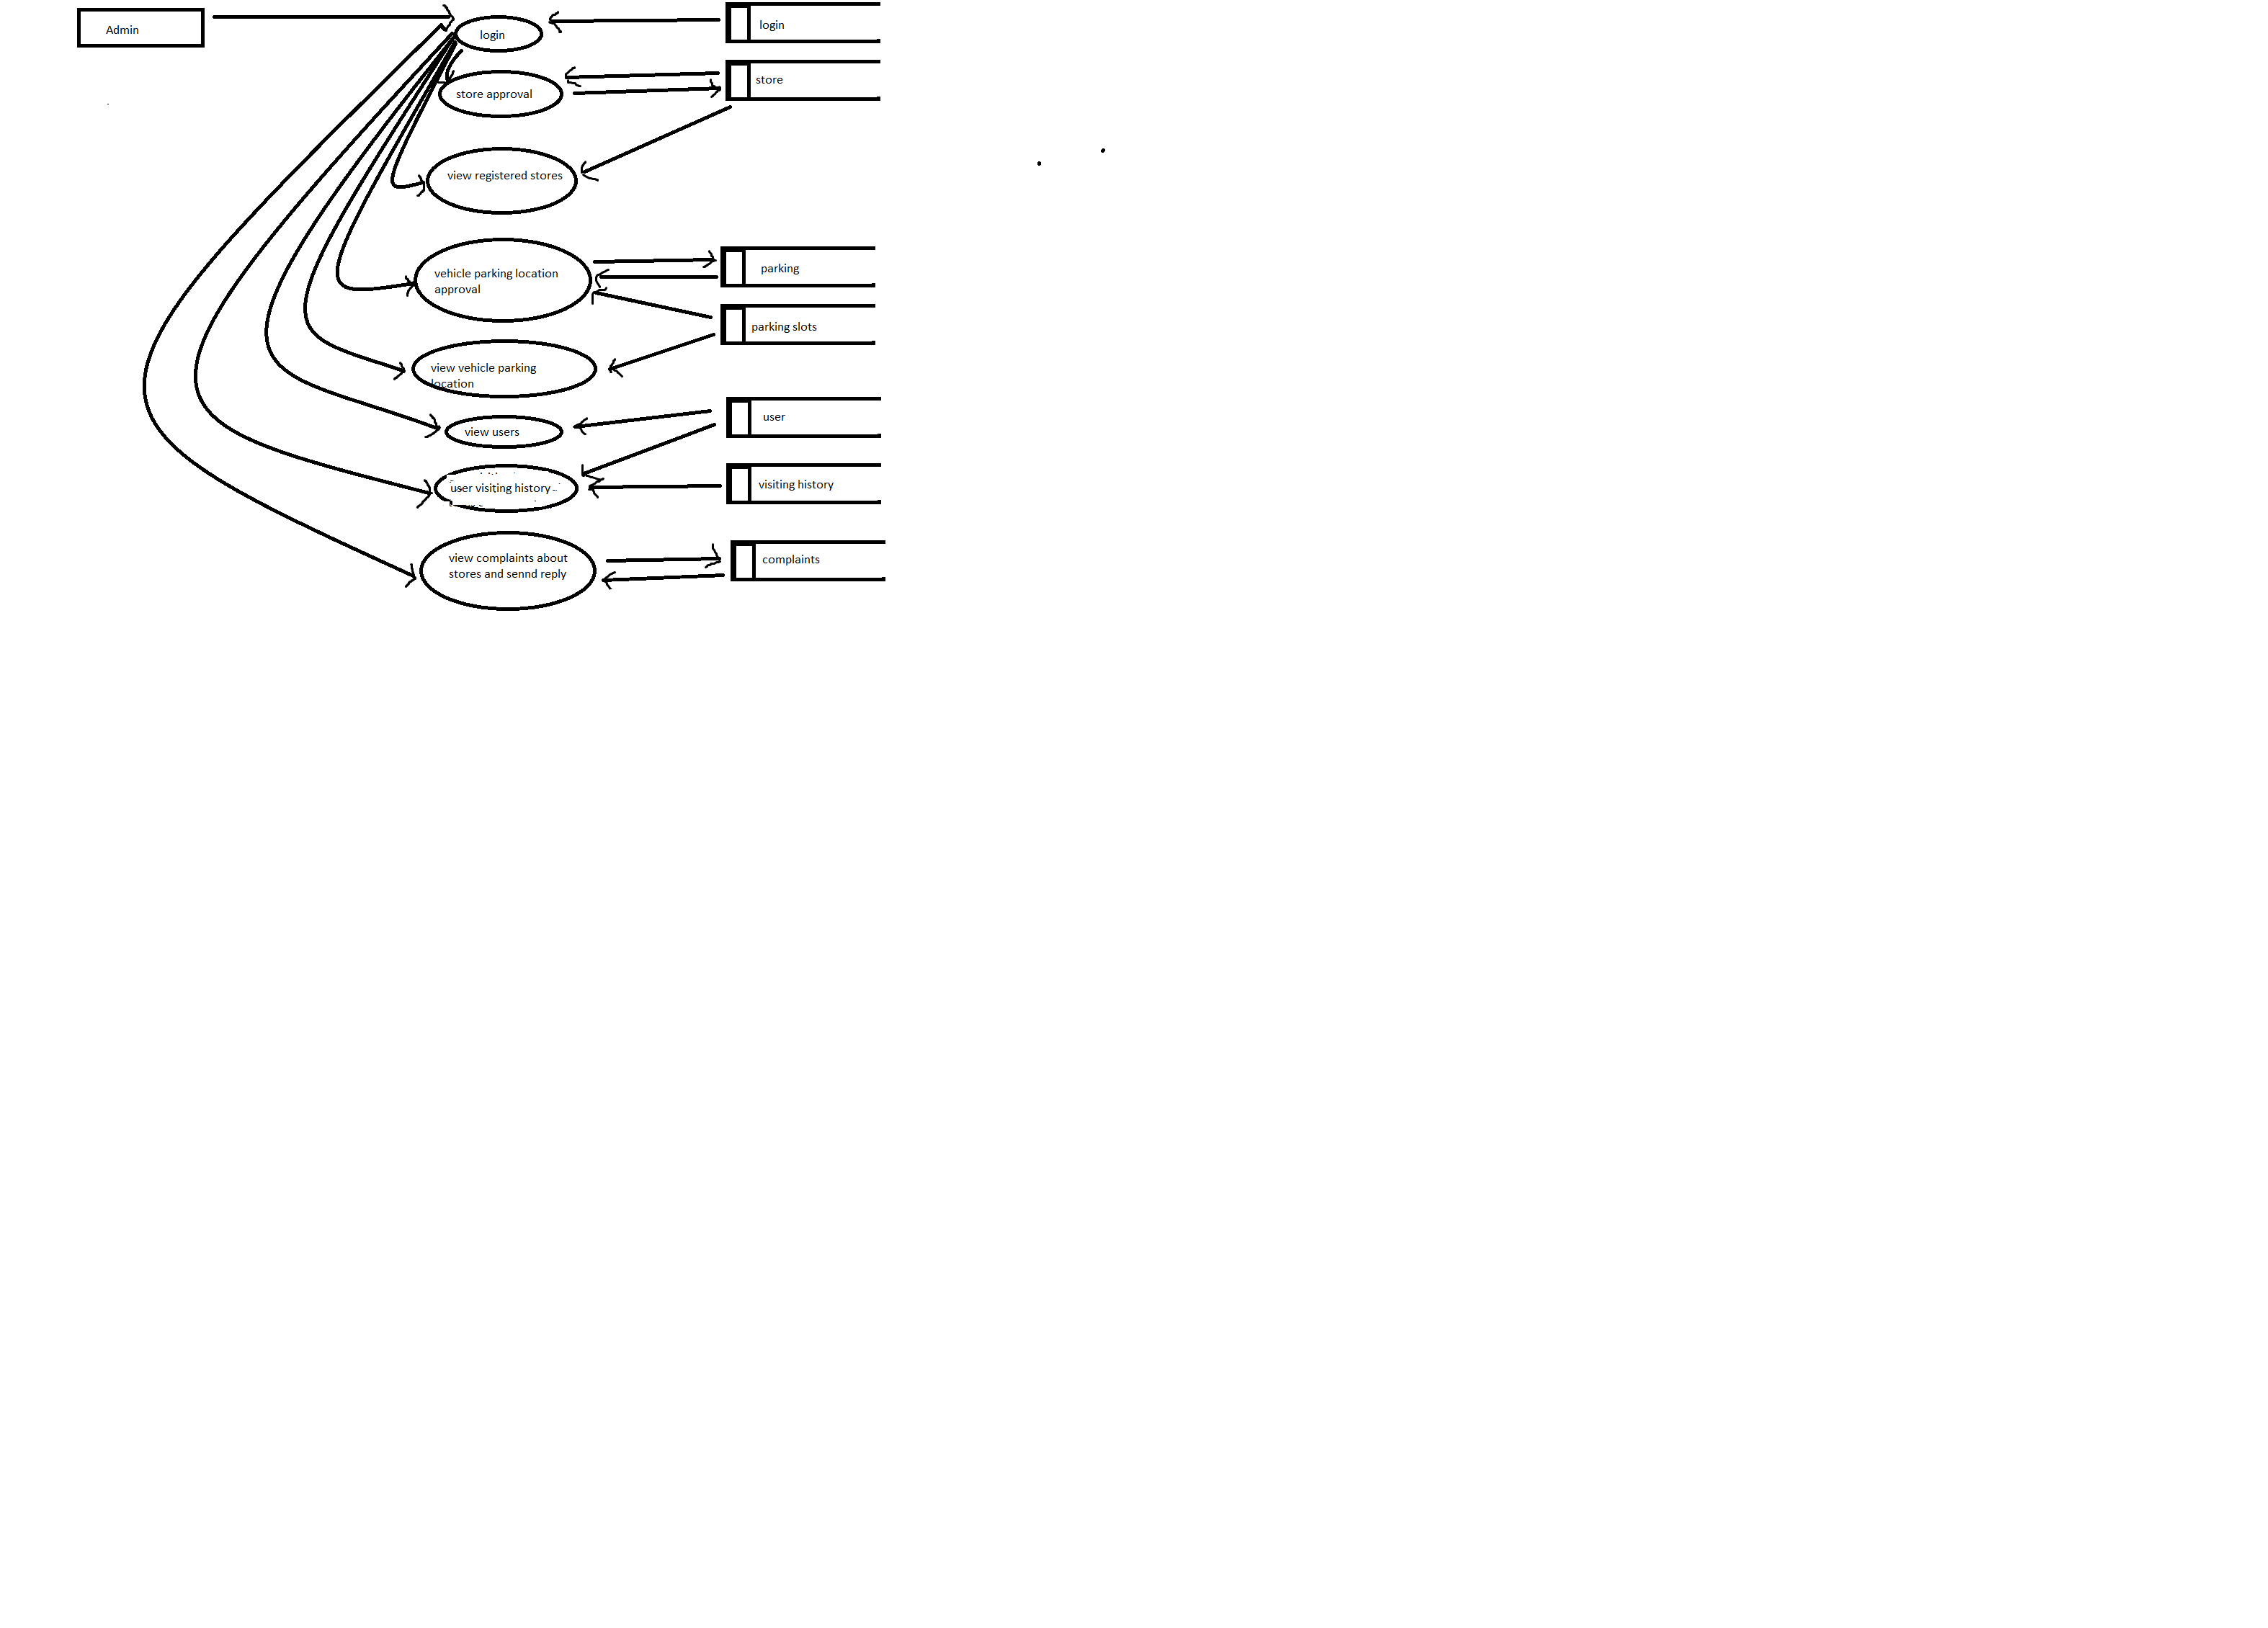 Admin
login
login
store
store approval
view registered stores
vehicle parking location
approval
parking
parking slots
view vehicle parking
location
user
view users
user visiting history
visiting history
view complaints about
stores and sennd reply
complaints